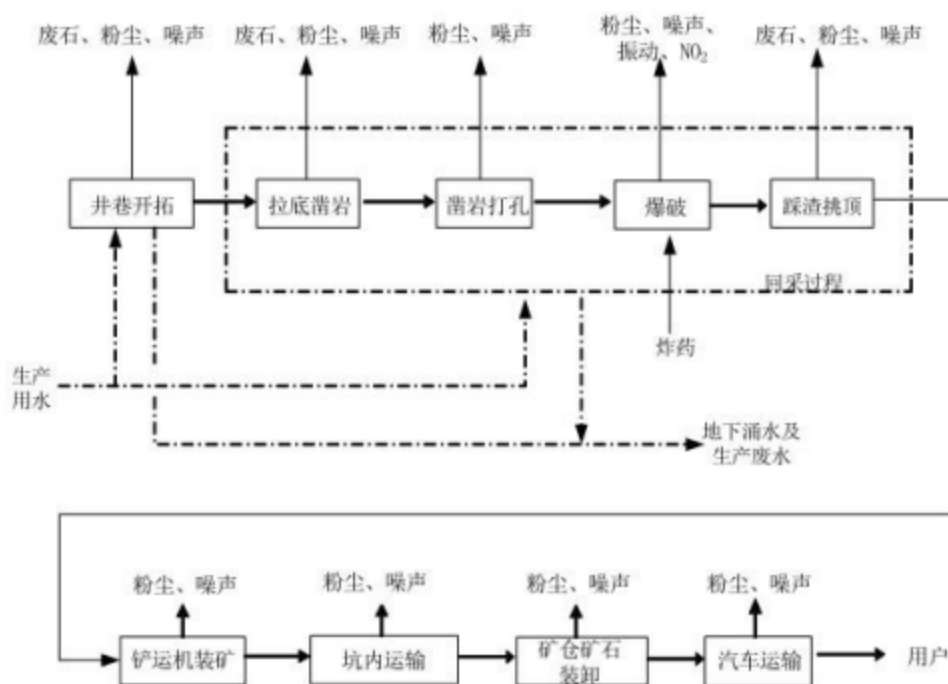 废石、粉尘、噪声
废石、粉尘、噪声
粉尘、噪声
粉尘、噪声、
振动、NO₂
废石、粉尘、噪声
井巷开拓
拉底凿岩
凿岩打孔
爆破
踩渣挑顶
回采过程
炸药
生产
用水
地下涌水及
生产废水
粉尘、噪声
粉尘、噪声
粉尘、噪声
粉尘、噪声
铲运机装矿
坑内运输
矿仓矿石
装卸
汽车运输
用户